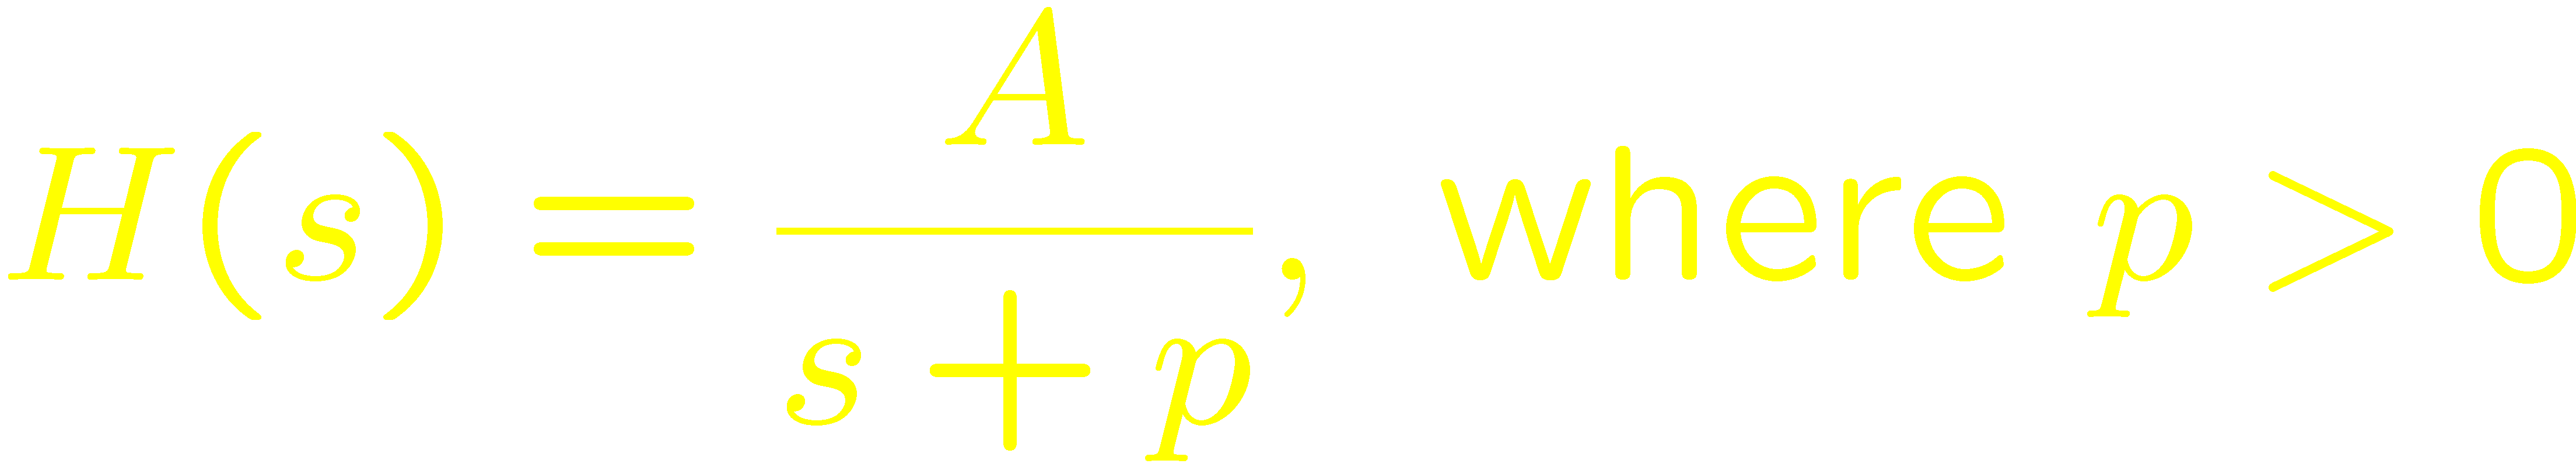 H(s) = A / (s + p), where p > 0